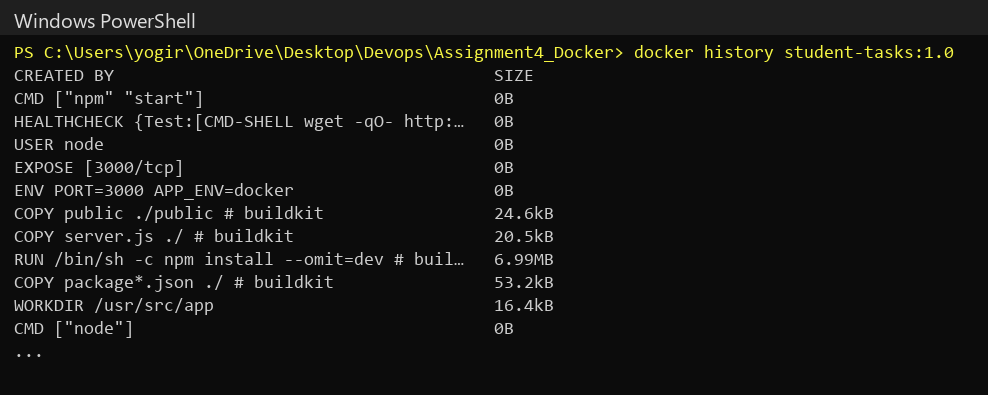 Windows PowerShell
PS C:\Users\yogir\OneDrive\Desktop\Devops\Assignment4_Docker> docker history student-tasks:1.0
CREATED BY SIZE
CMD ["npm" "start"] 0B
HEALTHCHECK {Test:[CMD-SHELL wget -qO- http:… 0B
USER node 0B
EXPOSE [3000/tcp] 0B
ENV PORT=3000 APP_ENV=docker 0B
COPY public ./public # buildkit 24.6kB
COPY server.js ./ # buildkit 20.5kB
RUN /bin/sh -c npm install --omit=dev # buil… 6.99MB
COPY package*.json ./ # buildkit 53.2kB
WORKDIR /usr/src/app 16.4kB
CMD ["node"] 0B
...